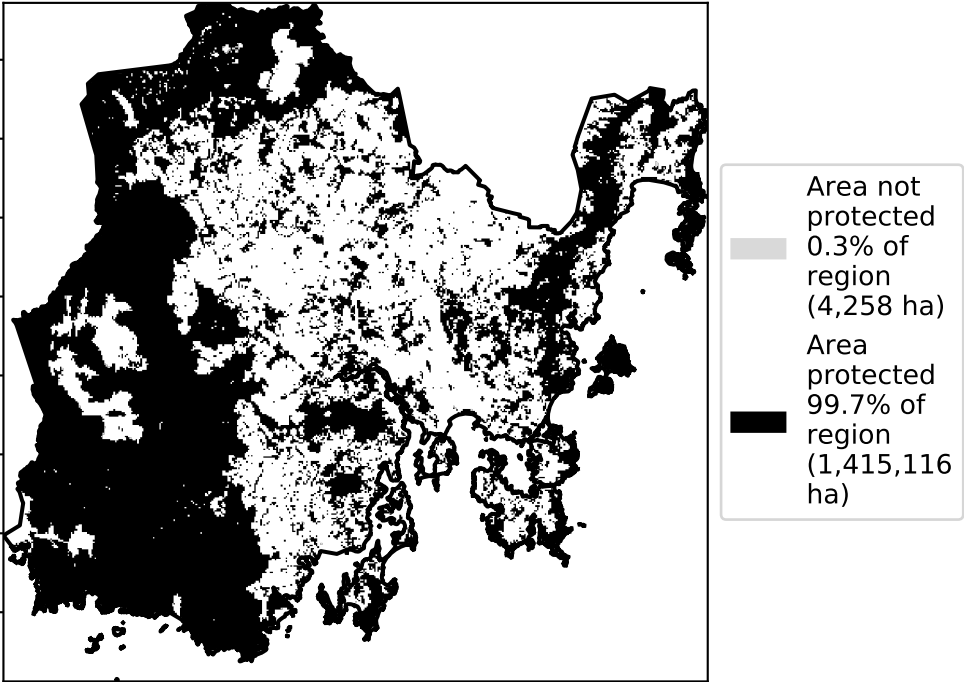 Area not
protected
0.3% of
region
(4,258 ha)
Area
protected
99.7% of
region
(1,415,116
ha)